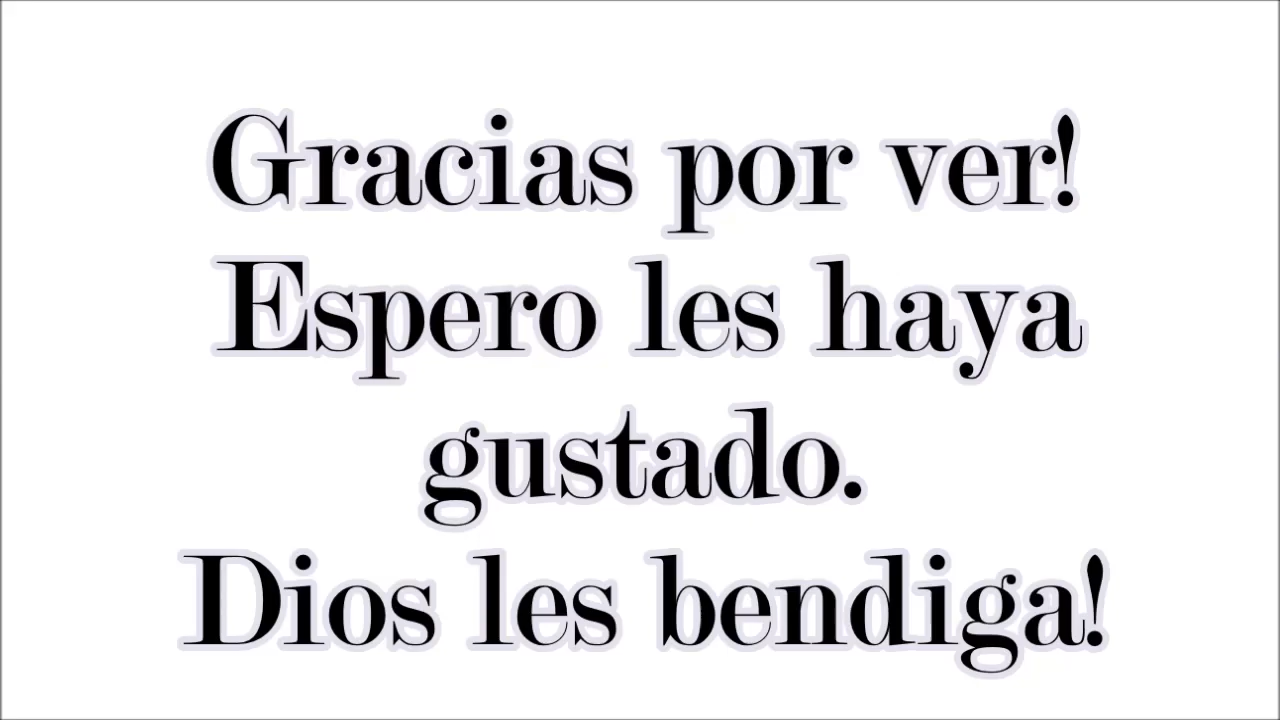 Gracias por ver!
Espero les haya
gustado.
Dios les bendiga!